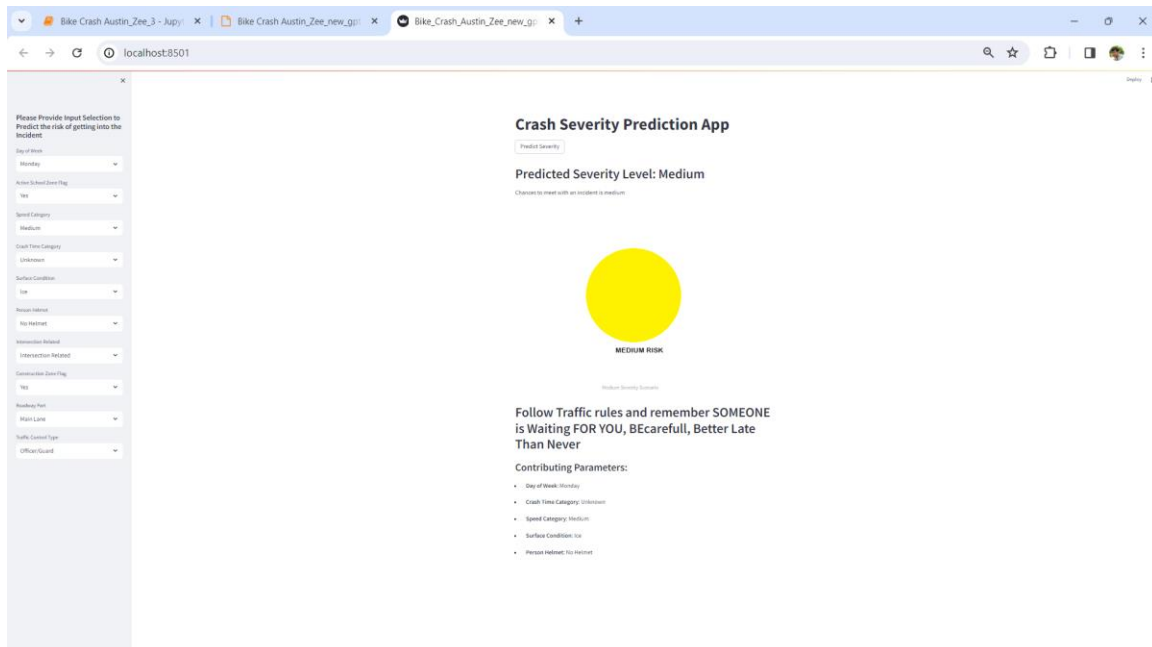 Bike Crash Austin_Zee_3 - Jupyt
Bike Crash Austin_Zee_new_gpt
Bike_Crash_Austin_Zee_new_gp
localhost:8501
Deploy
Please Provide Input Selection to
Predict the risk of getting into the
Incident
Day of Week
Monday
Active School Zone Flag
Yes
Speed Category
Medium
Crash Time Category
Unknown
Surface Condition
Ice
Person Helmet
No Helmet
Intersection Related
Intersection Related
Construction Zone Flag
Yes
Roadway Part
Main Lane
Traffic Control Type
Officer/Guard
Crash Severity Prediction App
Predict Severity
Predicted Severity Level: Medium
Chances to meet with an incident is medium
MEDIUM RISK
Medium Severity Scenario
Follow Traffic rules and remember SOMEONE
is Waiting FOR YOU, BEcarefull, Better Late
Than Never
Contributing Parameters:
• Day of Week: Monday
• Crash Time Category: Unknown
• Speed Category: Medium
• Surface Condition: Ice
• Person Helmet: No Helmet